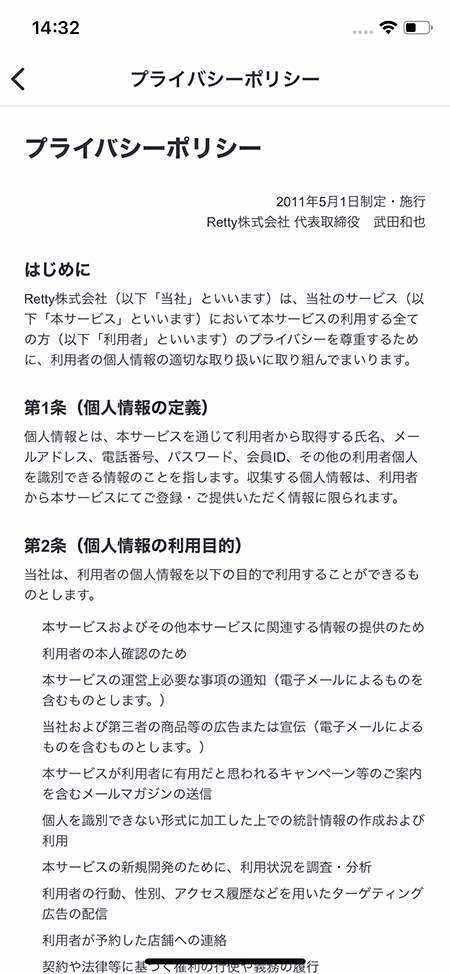 14:32
プライバシーポリシー
プライバシーポリシー
2011年5月1日制定・施行
Retty株式会社 代表取締役　武田和也
はじめに
Retty株式会社（以下「当社」といいます）は、当社のサービス（以
下「本サービス」といいます）において本サービスの利用する全て
の方（以下「利用者」といいます）のプライバシーを尊重するため
に、利用者の個人情報の適切な取り扱いに取り組んでまいります。
第1条（個人情報の定義）
個人情報とは、本サービスを通じて利用者から取得する氏名、メー
ルアドレス、電話番号、パスワード、会員ID、その他の利用者個人
を識別できる情報のことを指します。収集する個人情報は、利用者
から本サービスにてご登録・ご提供いただく情報に限られます。
第2条（個人情報の利用目的）
当社は、利用者の個人情報を以下の目的で利用することができるも
のとします。
本サービスおよびその他本サービスに関連する情報の提供のため
利用者の本人確認のため
本サービスの運営上必要な事項の通知（電子メールによるものを
含むものとします。）
当社および第三者の商品等の広告または宣伝（電子メールによる
ものを含むものとします。）
本サービスが利用者に有用だと思われるキャンペーン等のご案内
を含むメールマガジンの送信
個人を識別できない形式に加工した上での統計情報の作成および
利用
本サービスの新規開発のために、利用状況を調査・分析
利用者の行動、性別、アクセス履歴などを用いたターゲティング
広告の配信
利用者が予約した店舗への連絡
契約や法律等に基づく権利の行使や義務の履行